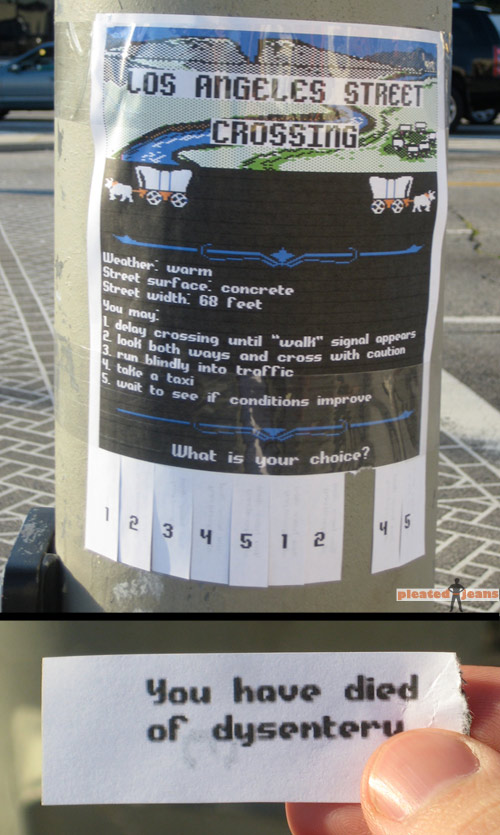 LOS ANGELES STREET
CROSSING
Weather: warm
Street surface: concrete
Street width: 68 feet
You may:
1. delay crossing until "walk" signal appears
2. look both ways and cross with caution
3. run blindly into traffic
4. take a taxi
5. wait to see if conditions improve
What is your choice?
1 2 3 4 5 1 2 4 5
pleated jeans
You have died
of dysentery